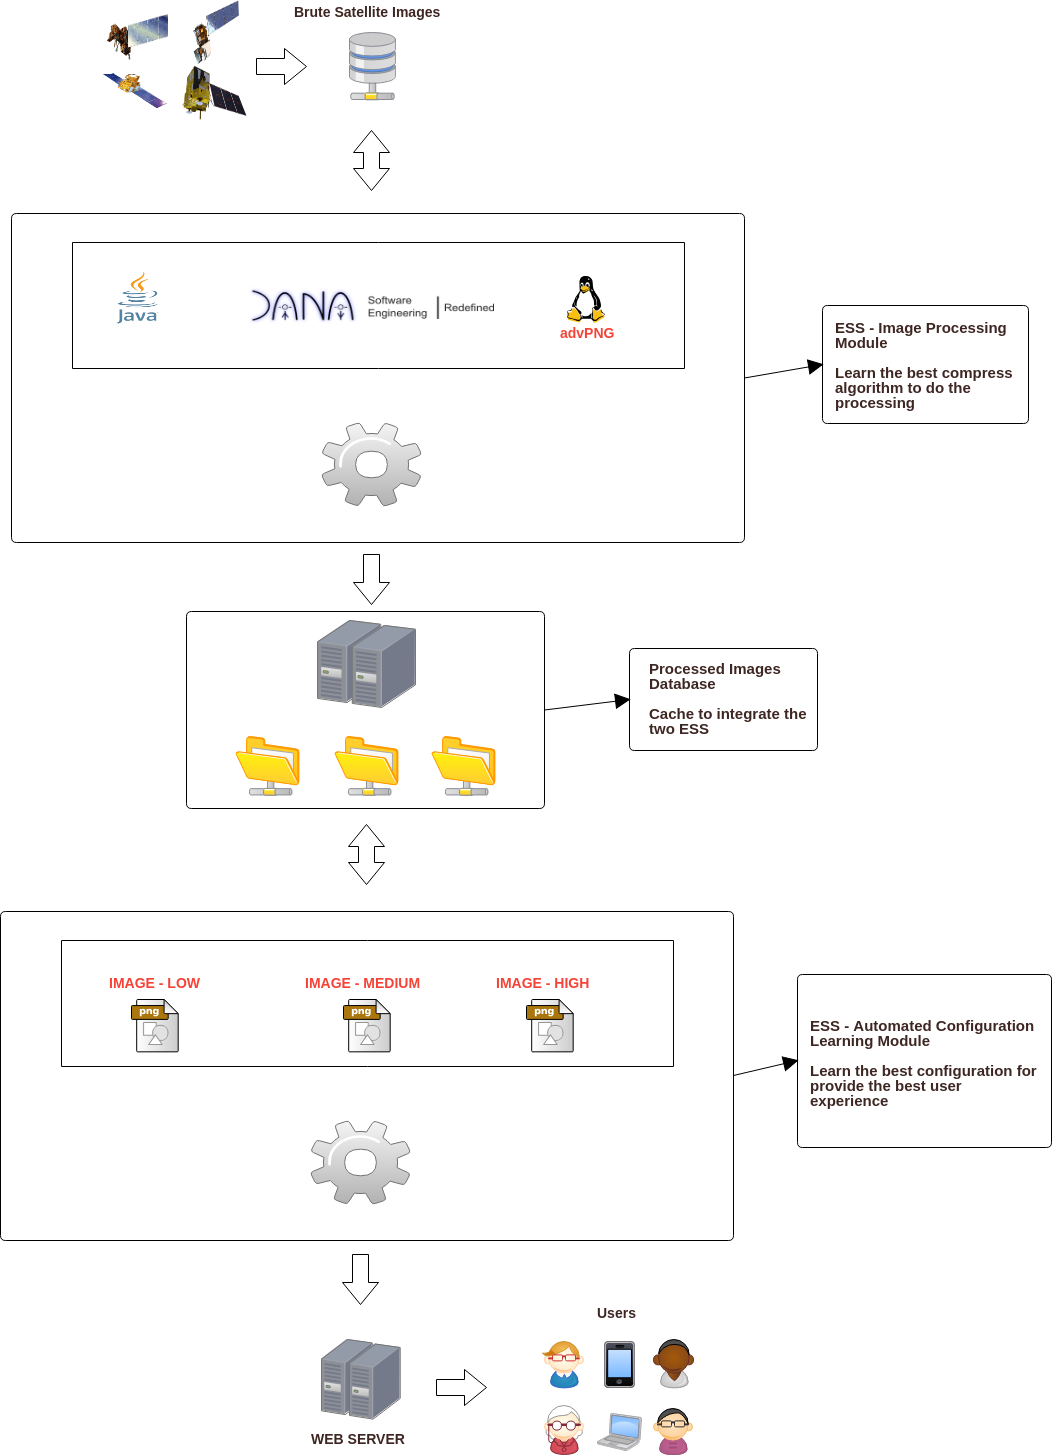 Brute Satellite Images
Java
DANA
Software
Engineering
Redefined
advPNG
ESS - Image Processing
Module
Learn the best compress
algorithm to do the
processing
Processed Images
Database
Cache to integrate the
two ESS
IMAGE - LOW
IMAGE - MEDIUM
IMAGE - HIGH
png
png
png
ESS - Automated Configuration
Learning Module
Learn the best configuration for
provide the best user
experience
Users
WEB SERVER